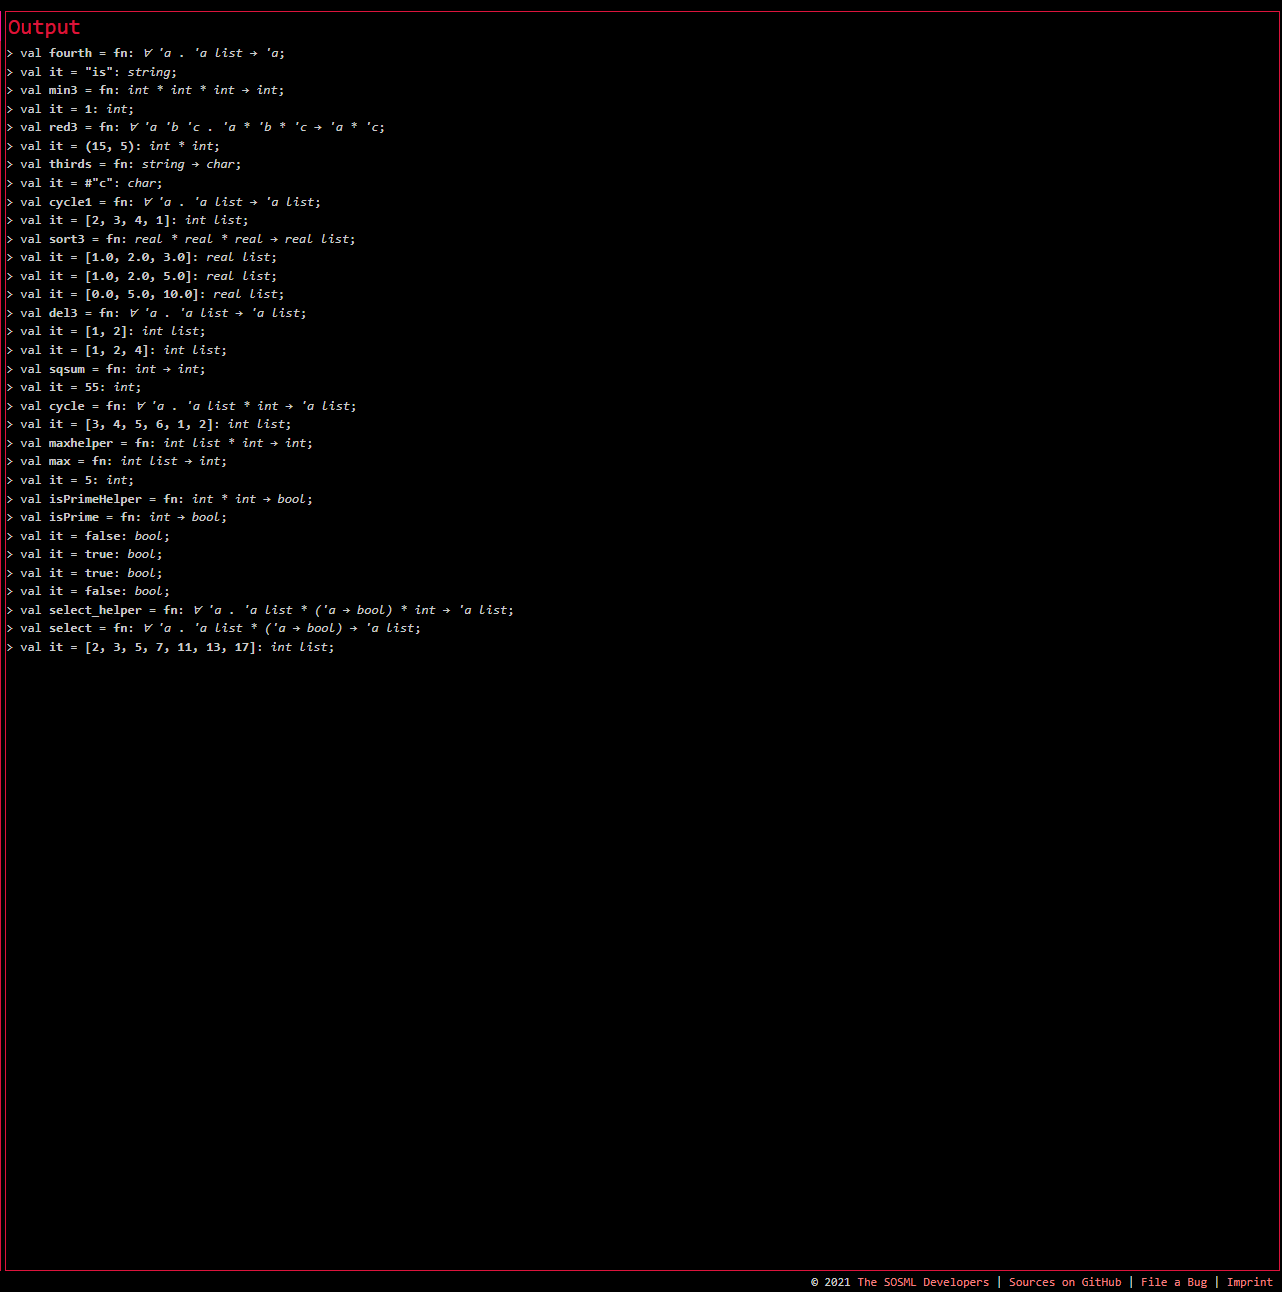 Output
> val fourth = fn: ∀ 'a . 'a list → 'a;
> val it = "is": string;
> val min3 = fn: int * int * int → int;
> val it = 1: int;
> val red3 = fn: ∀ 'a 'b 'c . 'a * 'b * 'c → 'a * 'c;
> val it = (15, 5): int * int;
> val thirds = fn: string → char;
> val it = #"c": char;
> val cycle1 = fn: ∀ 'a . 'a list → 'a list;
> val it = [2, 3, 4, 1]: int list;
> val sort3 = fn: real * real * real → real list;
> val it = [1.0, 2.0, 3.0]: real list;
> val it = [1.0, 2.0, 5.0]: real list;
> val it = [0.0, 5.0, 10.0]: real list;
> val del3 = fn: ∀ 'a . 'a list → 'a list;
> val it = [1, 2]: int list;
> val it = [1, 2, 4]: int list;
> val sqsum = fn: int → int;
> val it = 55: int;
> val cycle = fn: ∀ 'a . 'a list * int → 'a list;
> val it = [3, 4, 5, 6, 1, 2]: int list;
> val maxhelper = fn: int list * int → int;
> val max = fn: int list → int;
> val it = 5: int;
> val isPrimeHelper = fn: int * int → bool;
> val isPrime = fn: int → bool;
> val it = false: bool;
> val it = true: bool;
> val it = true: bool;
> val it = false: bool;
> val select_helper = fn: ∀ 'a . 'a list * ('a → bool) * int → 'a list;
> val select = fn: ∀ 'a . 'a list * ('a → bool) → 'a list;
> val it = [2, 3, 5, 7, 11, 13, 17]: int list;
© 2021 The SOSML Developers | Sources on GitHub | File a Bug | Imprint